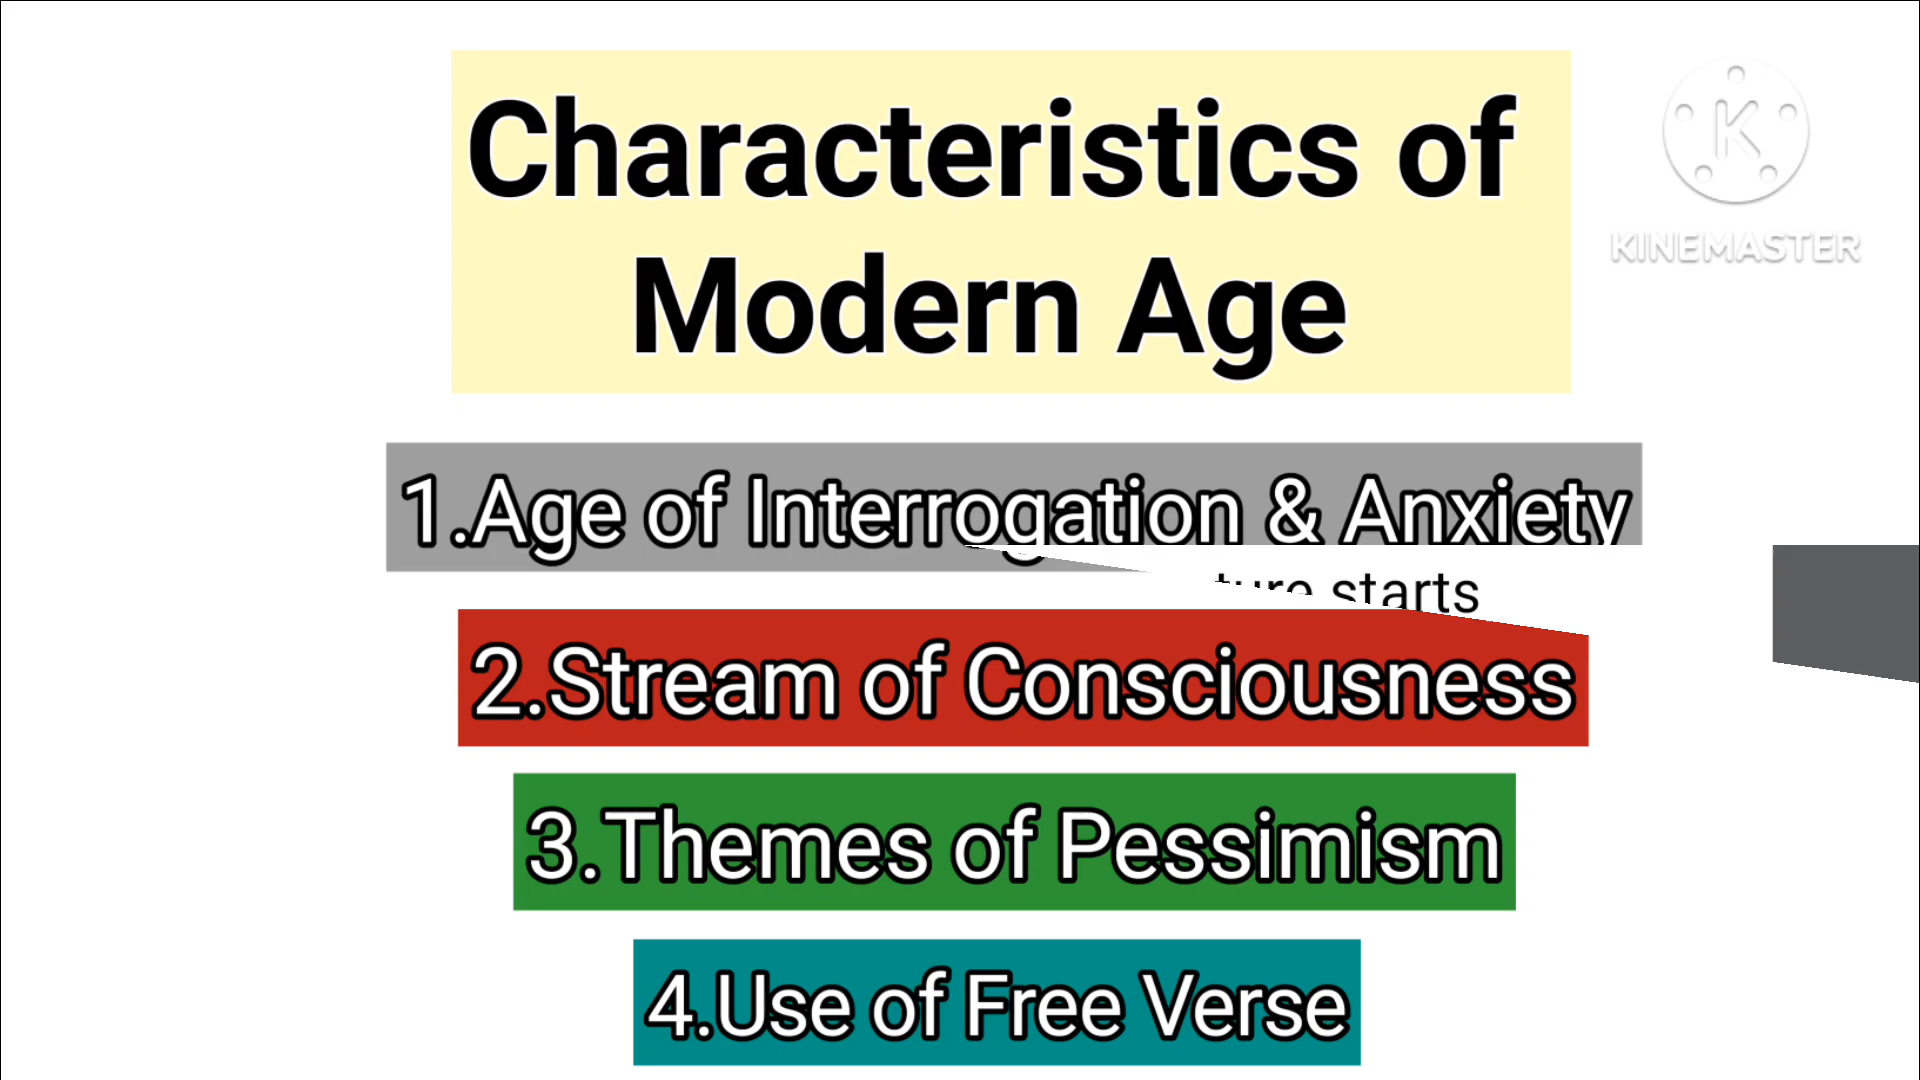 Characteristics of
Modern Age
K
KINEMASTER
1.Age of Interrogation & Anxiety
starts
2.Stream of Consciousness
3.Themes of Pessimism
4.Use of Free Verse